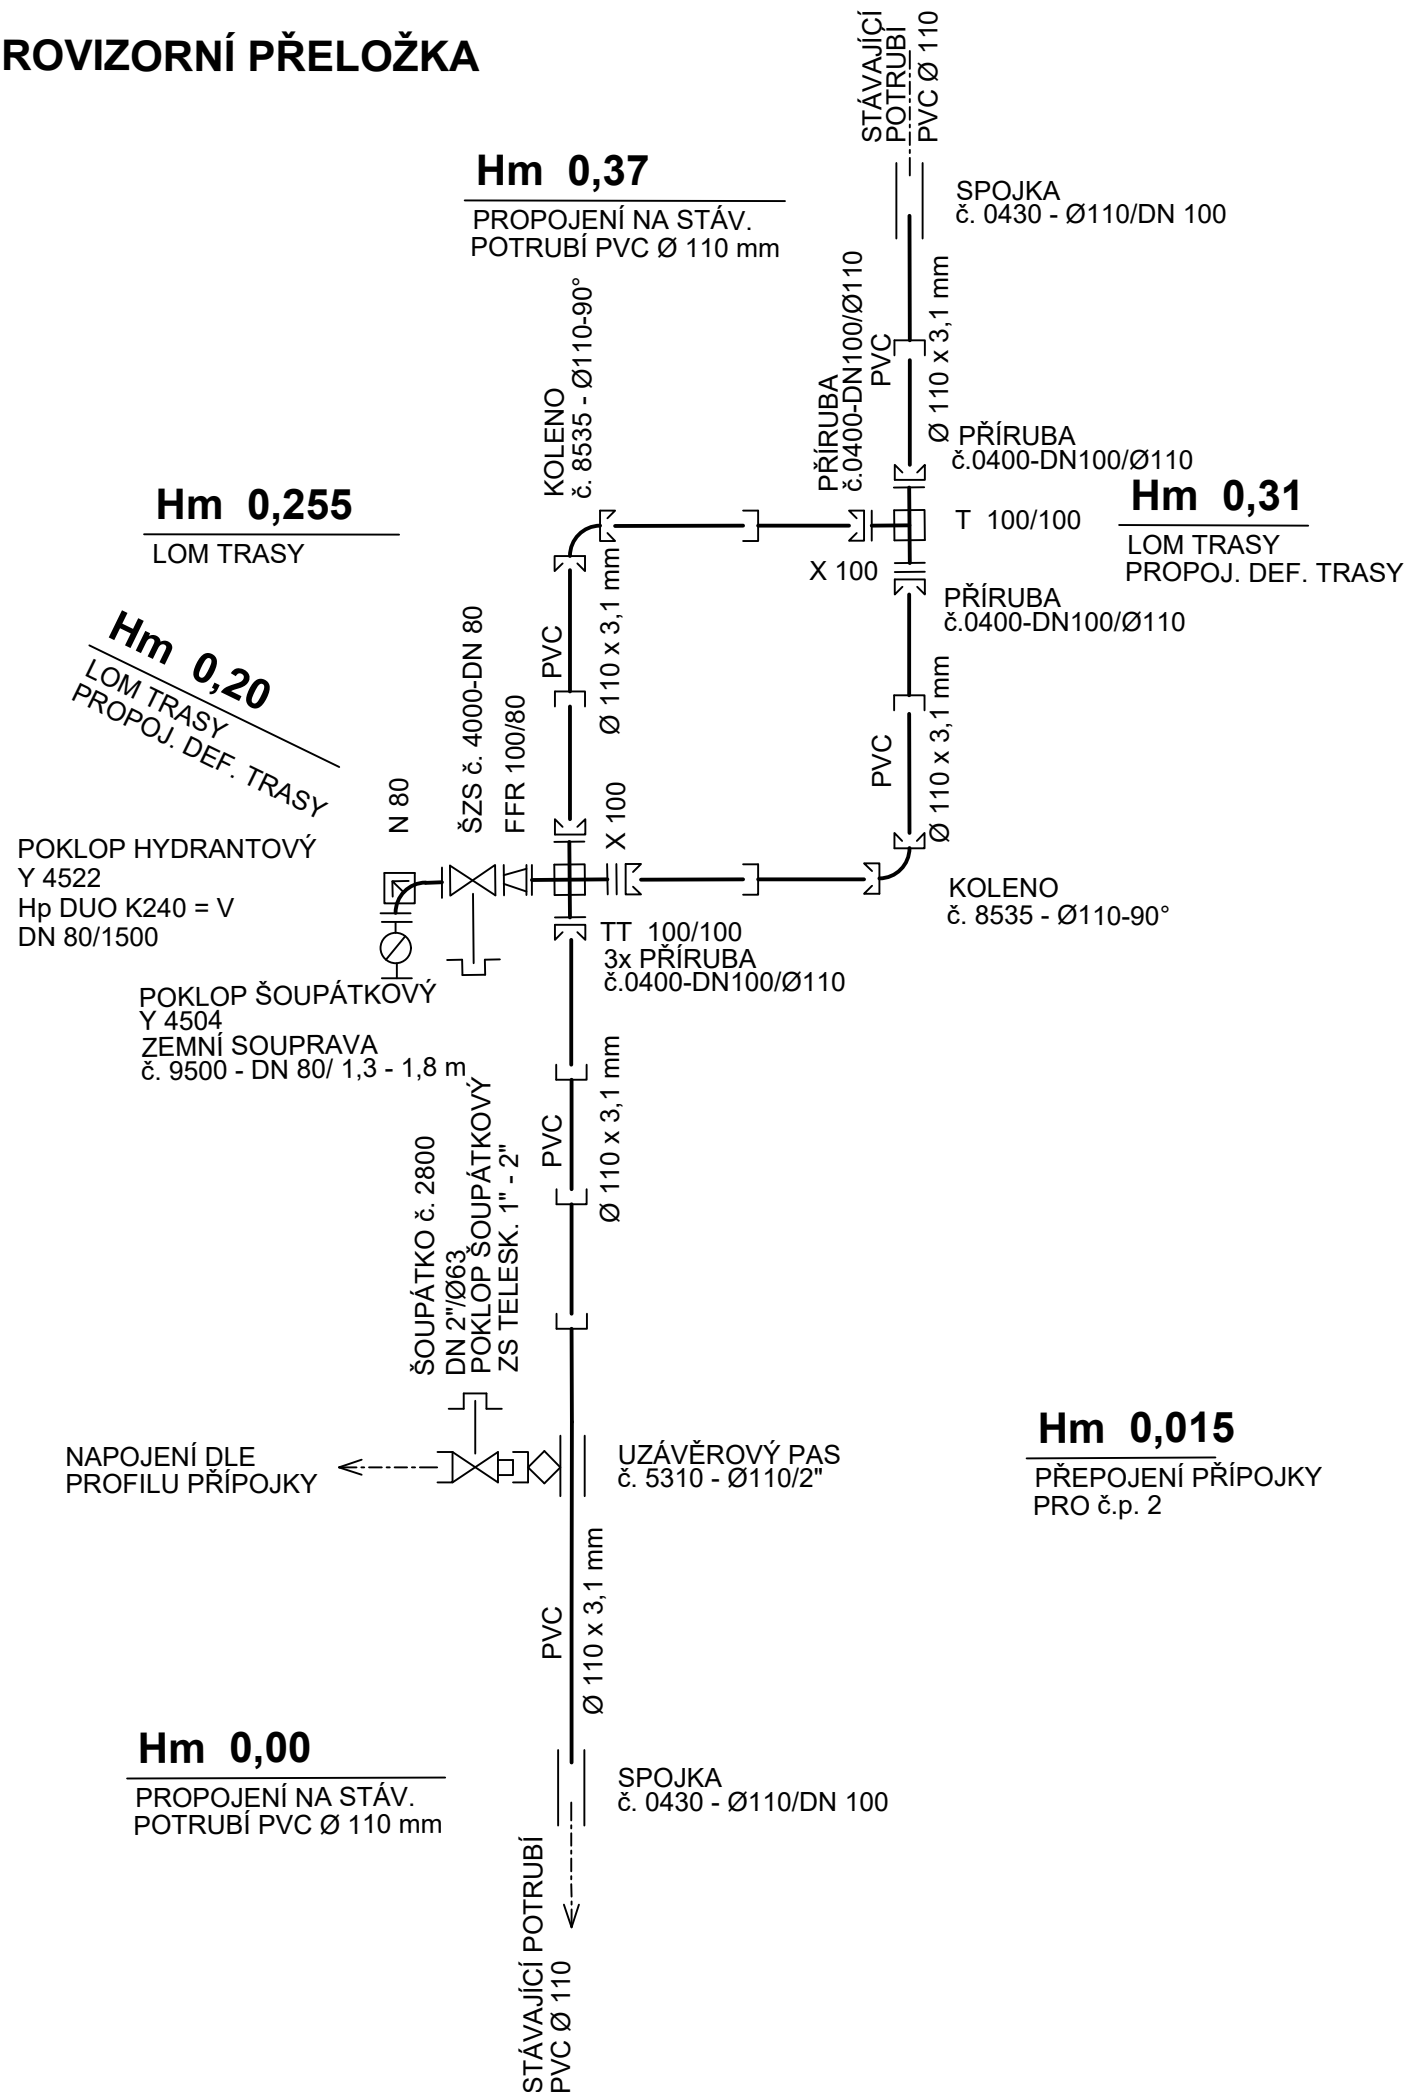 ROVIZORNÍ PŘELOŽKA
STÁVAJÍCÍ
POTRUBÍ
PVC Ø 110
Hm 0,37
PROPOJENÍ NA STÁV.
POTRUBÍ PVC Ø 110 mm
SPOJKA
č. 0430 - Ø110/DN 100
KOLENO
č. 8535 - Ø110-90°
PŘÍRUBA
č.0400-DN100/Ø110
PVC
Ø 110 x 3,1 mm
PŘÍRUBA
č.0400-DN100/Ø110
Hm 0,255
LOM TRASY
T 100/100
Hm 0,31
LOM TRASY
PROPOJ. DEF. TRASY
X 100
PŘÍRUBA
č.0400-DN100/Ø110
Hm 0,20
LOM TRASY
PROPOJ. DEF. TRASY
PVC
Ø 110 x 3,1 mm
PVC
Ø 110 x 3,1 mm
N 80
ŠZS č. 4000-DN 80
FFR 100/80
X 100
POKLOP HYDRANTOVÝ
Y 4522
Hp DUO K240 = V
DN 80/1500
KOLENO
č. 8535 - Ø110-90°
TT 100/100
3x PŘÍRUBA
č.0400-DN100/Ø110
POKLOP ŠOUPÁTKOVÝ
Y 4504
ZEMNÍ SOUPRAVA
č. 9500 - DN 80/ 1,3 - 1,8 m
PVC
Ø 110 x 3,1 mm
ŠOUPÁTKO č. 2800
DN 2"/Ø63
POKLOP ŠOUPÁTKOVÝ
ZS TELESK. 1" - 2"
NAPOJENÍ DLE
PROFILU PŘÍPOJKY
UZÁVĚROVÝ PAS
č. 5310 - Ø110/2"
Hm 0,015
PŘEPOJENÍ PŘÍPOJKY
PRO č.p. 2
PVC
Ø 110 x 3,1 mm
Hm 0,00
PROPOJENÍ NA STÁV.
POTRUBÍ PVC Ø 110 mm
SPOJKA
č. 0430 - Ø110/DN 100
STÁVAJÍCÍ POTRUBÍ
PVC Ø 110